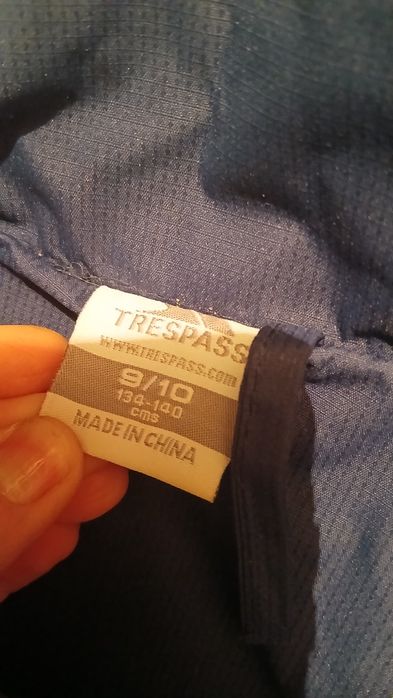 TRESPASS
WWW.TRESPASS.com
9/10
134-140
cms
MADE IN CHINA